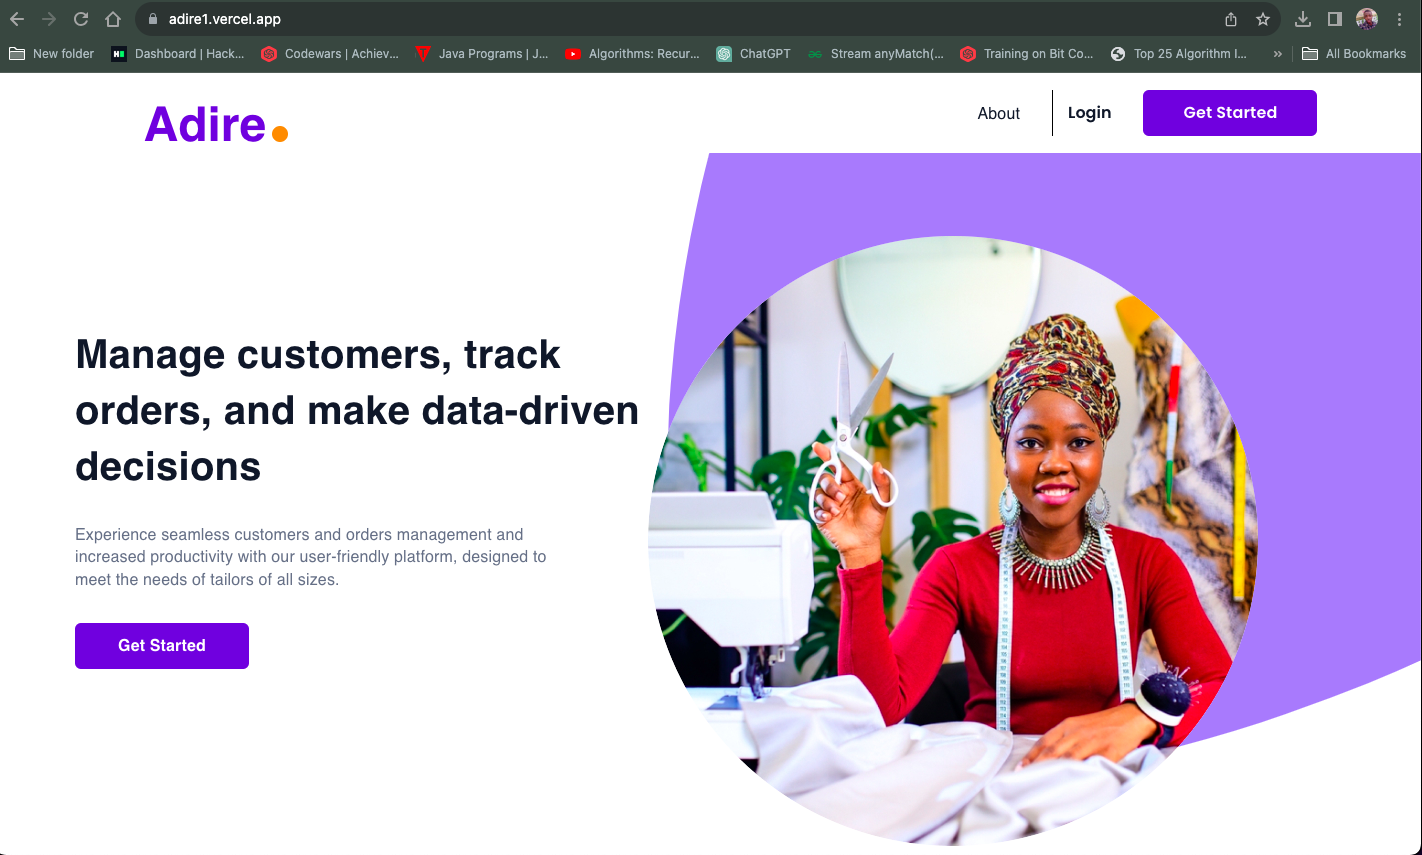 adire1.vercel.app
New folder
Dashboard | Hack...
Codewars | Achiev...
Java Programs | J...
Algorithms: Recur...
ChatGPT
Stream anyMatch(...
Training on Bit Co...
Top 25 Algorithm I...
»
All Bookmarks
Adire
About
Login
Get Started
Manage customers, track
orders, and make data-driven
decisions
Experience seamless customers and orders management and
increased productivity with our user-friendly platform, designed to
meet the needs of tailors of all sizes.
Get Started